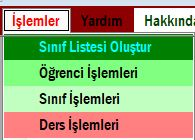 İşlemler Yardım Hakkında
Sınıf Listesi Oluştur
Öğrenci İşlemleri
Sınıf İşlemleri
Ders İşlemleri